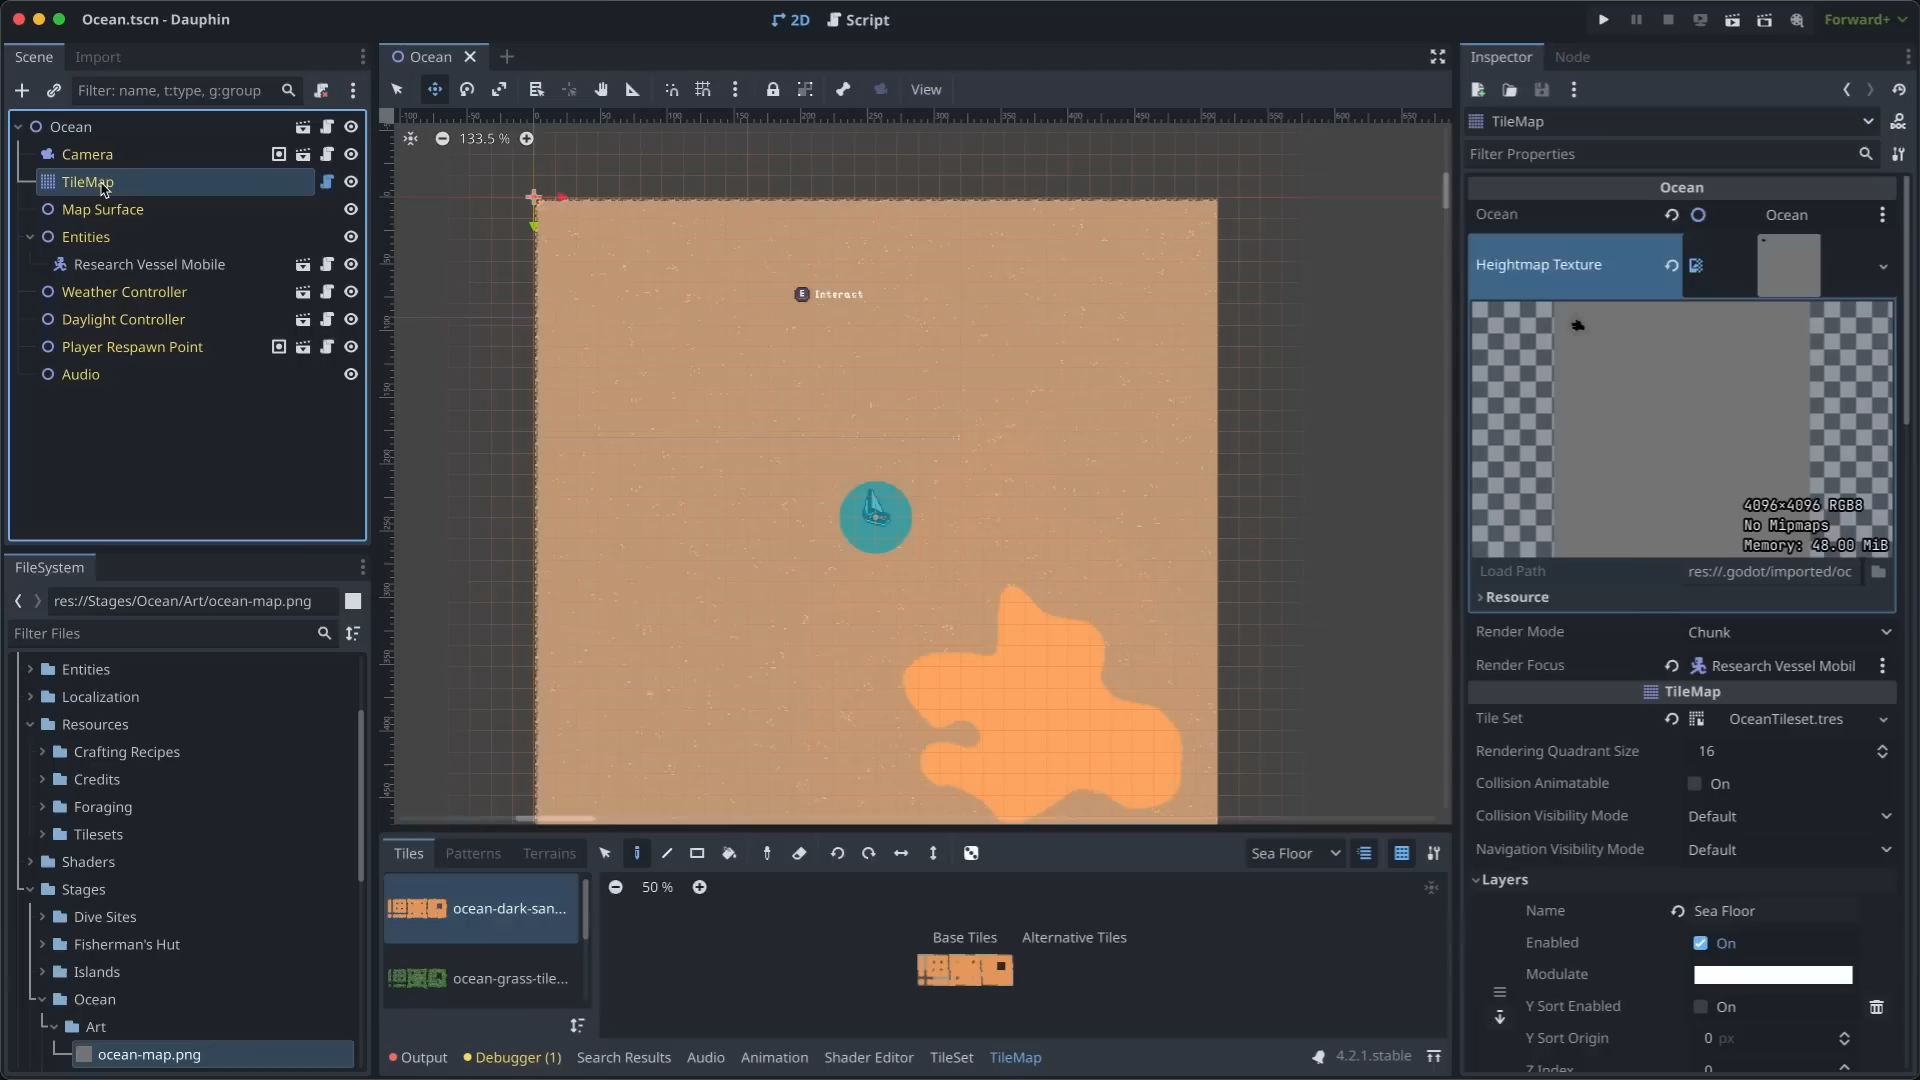 Ocean.tscn - Dauphin
2D
Script
Forward+
Scene
Import
Filter: name, t:type, g:group
Ocean
Camera
TileMap
Map Surface
Entities
Research Vessel Mobile
Weather Controller
Daylight Controller
Player Respawn Point
Audio
FileSystem
res://Stages/Ocean/Art/ocean-map.png
Filter Files
Entities
Localization
Resources
Crafting Recipes
Credits
Foraging
Tilesets
Shaders
Stages
Dive Sites
Fisherman's Hut
Islands
Ocean
Art
ocean-map.png
Ocean
View
133.5 %
E Interact
Tiles
Patterns
Terrains
Sea Floor
ocean-dark-san...
ocean-grass-tile...
50 %
Base Tiles
Alternative Tiles
Output
Debugger (1)
Search Results
Audio
Animation
Shader Editor
TileSet
TileMap
4.2.1.stable
Inspector
Node
TileMap
Filter Properties
Ocean
Ocean
Ocean
Heightmap Texture
4096×4096 RGB8
No Mipmaps
Memory: 48.00 MiB
Load Path
res://.godot/imported/oc
Resource
Render Mode
Chunk
Render Focus
Research Vessel Mobil
TileMap
Tile Set
OceanTileset.tres
Rendering Quadrant Size
16
Collision Animatable
On
Collision Visibility Mode
Default
Navigation Visibility Mode
Default
Layers
Name
Sea Floor
Enabled
On
Modulate
Y Sort Enabled
On
Y Sort Origin
0 px
Z Index
0